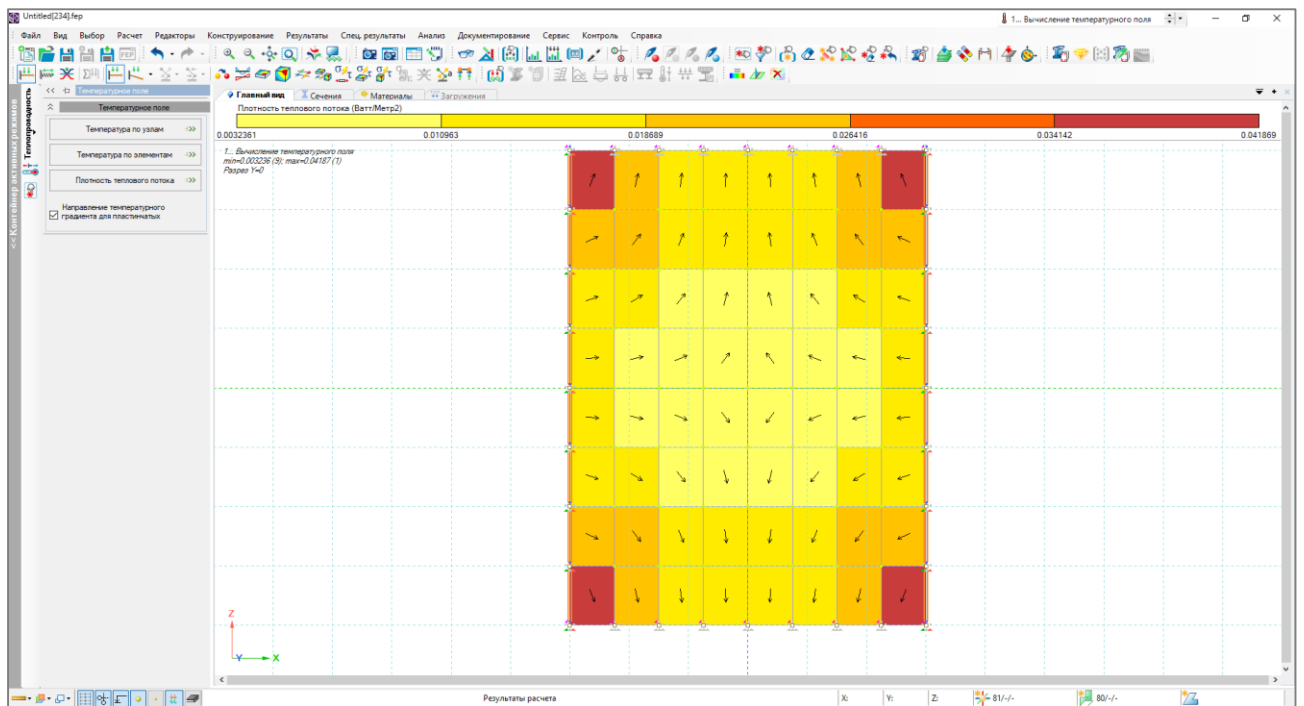 Untitled[234].fep
1... Вычисление температурного поля
Файл Вид Выбор Расчет Редакторы Конструирование Результаты Спец. результаты Анализ Документирование Сервис Контроль Справка
FEP
<< Контейнер активных режимов
Теплопроводность
Температурное поле
Температурное поле
Температура по узлам
Температура по элементам
Плотность теплового потока
Направление температурного градиента для пластинчатых
Главный вид Сечения Материалы Загружения
Плотность теплового потока (Ватт/Метр2)
0.0032361 0.010963 0.018689 0.026416 0.034142 0.041869
1... Вычисление температурного поля
min=0.003236 (9); max=0.04187 (1)
Разрез Y=0
Z
Y X
Результаты расчета X: Y: Z: 81/-/- 80/-/-